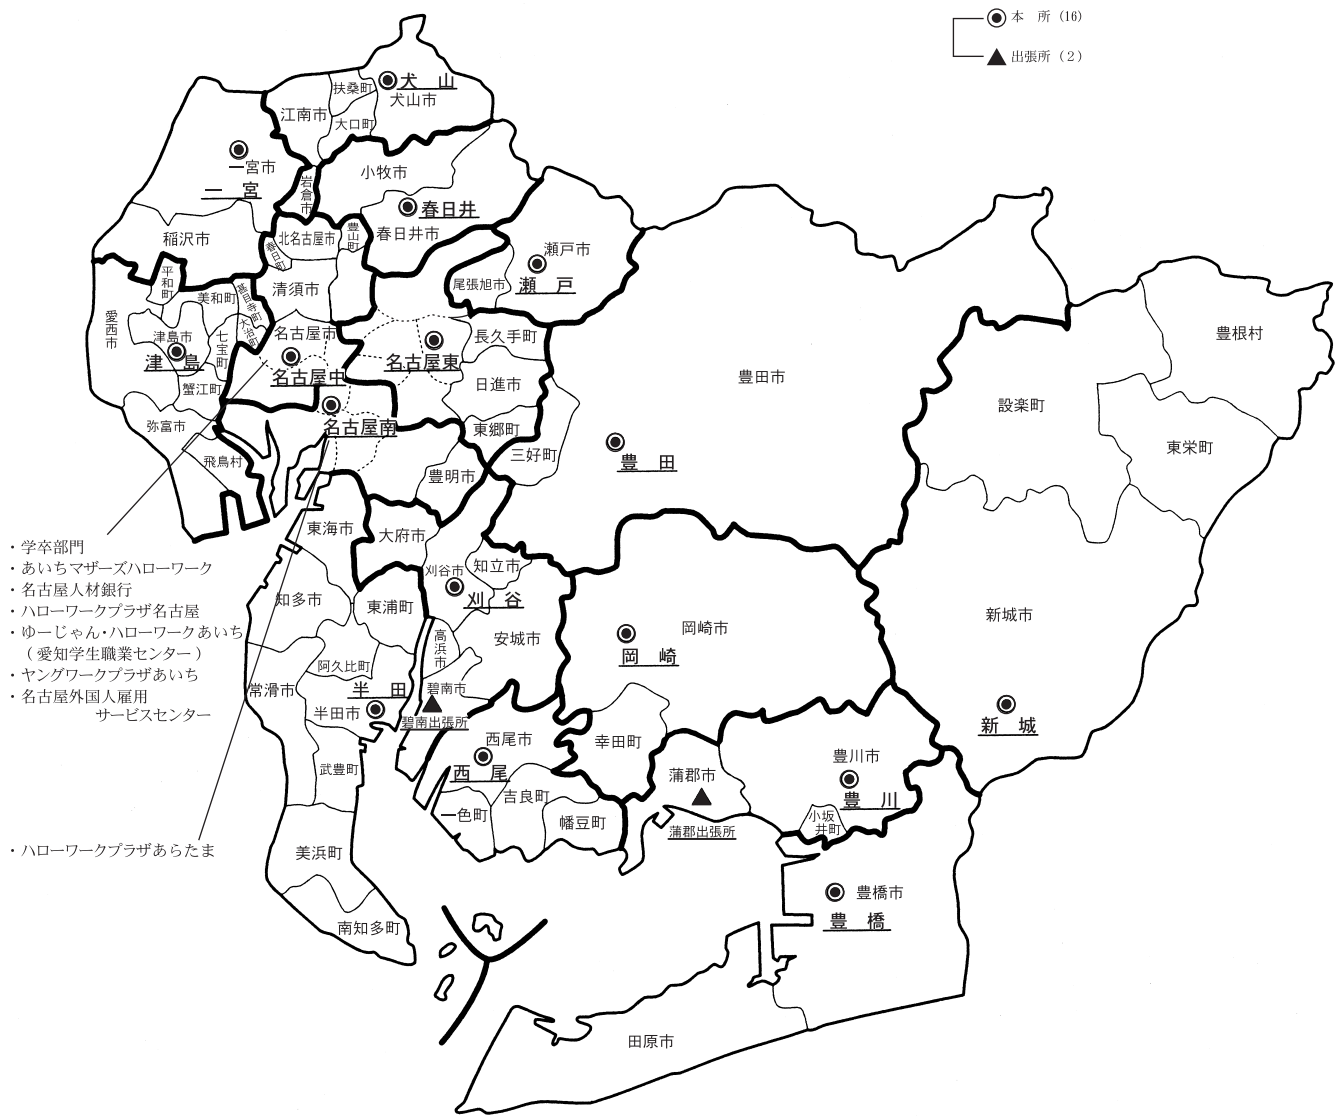 本　所（16）
出張所（２）
犬　山
扶桑町
犬山市
江南市
大口町
一宮市
一　宮
小牧市
岩倉市
春日井
春日井市
稲沢市
北名古屋市
豊山町
春日町
瀬戸市
瀬　戸
尾張旭市
平和町
美和町
甚目寺町
清須市
愛西市
津島市
津　島
七宝町
大治町
名古屋市
名古屋中
名古屋東
長久手町
日進市
東郷町
蟹江町
弥富市
飛島村
名古屋南
豊明市
三好町
豊田市
豊　田
設楽町
豊根村
東栄町
東海市
大府市
刈谷市
知立市
刈　谷
・学卒部門
・あいちマザーズハローワーク
・名古屋人材銀行
・ハローワークプラザ名古屋
・ゆーじゃん・ハローワークあいち
（愛知学生職業センター）
・ヤングワークプラザあいち
・名古屋外国人雇用
サービスセンター
知多市
東浦町
高浜市
安城市
岡崎市
岡　崎
新城市
新　城
阿久比町
常滑市
半　田
半田市
碧南市
碧南出張所
武豊町
西尾市
西　尾
幸田町
吉良町
一色町
幡豆町
蒲郡市
蒲郡出張所
豊川市
豊　川
小坂井町
・ハローワークプラザあらたま
美浜町
南知多町
豊橋市
豊　橋
田原市